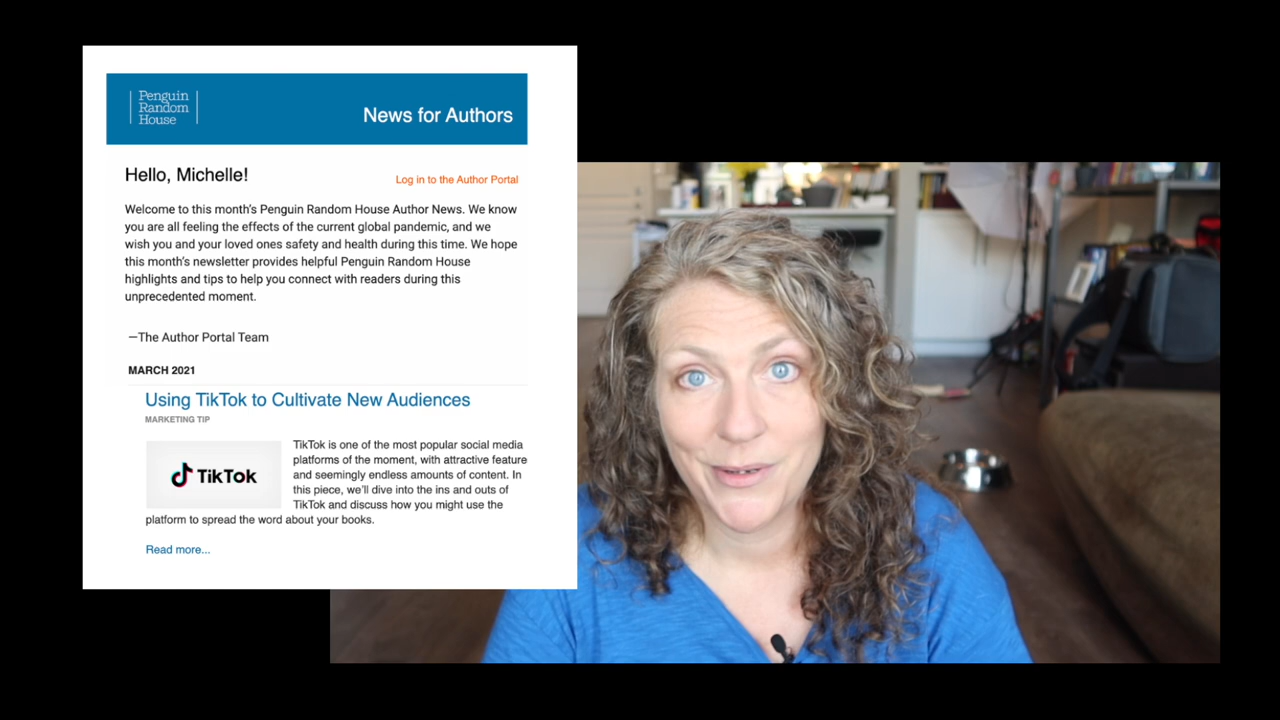 Penguin
Random
House
News for Authors
Hello, Michelle!
Log in to the Author Portal
Welcome to this month's Penguin Random House Author News. We know
you are all feeling the effects of the current global pandemic, and we
wish you and your loved ones safety and health during this time. We hope
this month's newsletter provides helpful Penguin Random House
highlights and tips to help you connect with readers during this
unprecedented moment.
—The Author Portal Team
MARCH 2021
Using TikTok to Cultivate New Audiences
MARKETING TIP
TikTok
TikTok is one of the most popular social media
platforms of the moment, with attractive feature
and seemingly endless amounts of content. In
this piece, we'll dive into the ins and outs of
TikTok and discuss how you might use the
platform to spread the word about your books.
Read more...